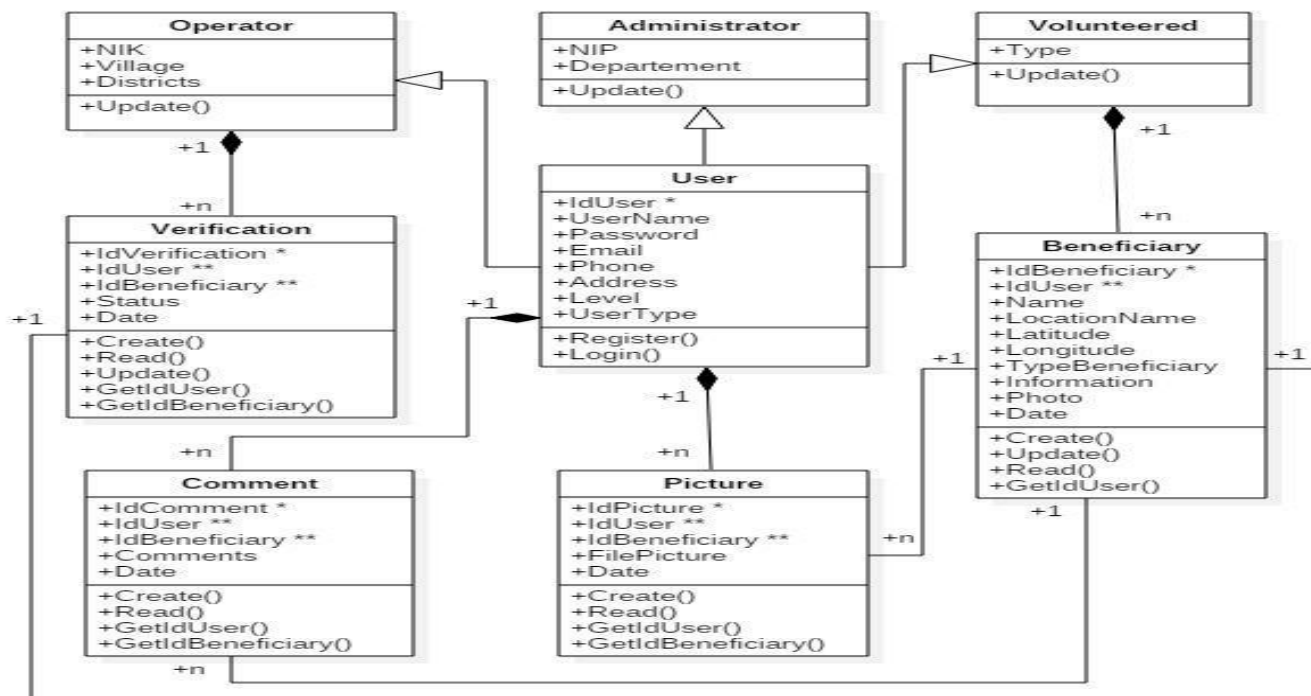 Operator
+NIK
+Village
+Districts
+Update()
Administrator
+NIP
+Departement
+Update()
Volunteered
+Type
+Update()
+1
+n
+1
+n
User
+IdUser *
+UserName
+Password
+Email
+Phone
+Address
+Level
+UserType
+Register()
+Login()
Verification
+IdVerification *
+IdUser **
+IdBeneficiary **
+Status
+Date
+Create()
+Read()
+Update()
+GetIdUser()
+GetIdBeneficiary()
+1
+1
Beneficiary
+IdBeneficiary *
+IdUser **
+Name
+LocationName
+Latitude
+Longitude
+TypeBeneficiary
+Information
+Photo
+Date
+Create()
+Update()
+Read()
+GetIdUser()
+1
+1
+1
+n
+1
+n
Comment
+IdComment *
+IdUser **
+IdBeneficiary **
+Comments
+Date
+Create()
+Read()
+GetIdUser()
+GetIdBeneficiary()
+n
Picture
+IdPicture *
+IdUser **
+IdBeneficiary **
+FilePicture
+Date
+Create()
+Read()
+GetIdUser()
+GetIdBeneficiary()
+n